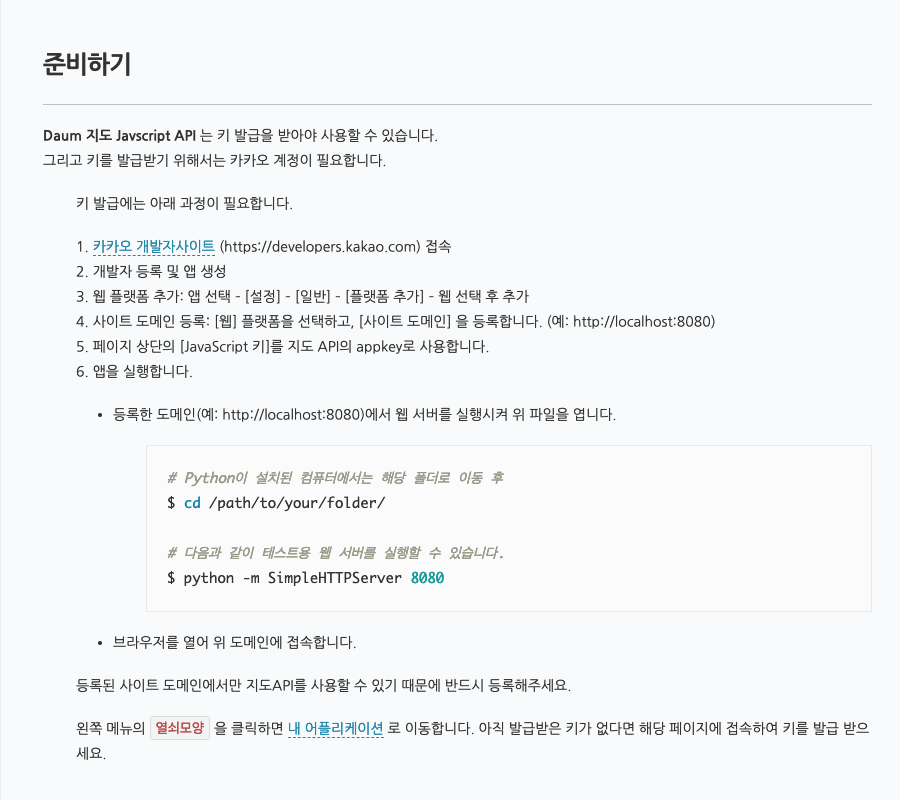 준비하기
Daum 지도 Javscript API 는 키 발급을 받아야 사용할 수 있습니다.
그리고 키를 발급받기 위해서는 카카오 계정이 필요합니다.
키 발급에는 아래 과정이 필요합니다.
1. 카카오 개발자사이트 (https://developers.kakao.com) 접속
2. 개발자 등록 및 앱 생성
3. 웹 플랫폼 추가: 앱 선택 – [설정] – [일반] – [플랫폼 추가] – 웹 선택 후 추가
4. 사이트 도메인 등록: [웹] 플랫폼을 선택하고, [사이트 도메인] 을 등록합니다. (예: http://localhost:8080)
5. 페이지 상단의 [JavaScript 키]를 지도 API의 appkey로 사용합니다.
6. 앱을 실행합니다.
• 등록한 도메인(예: http://localhost:8080)에서 웹 서버를 실행시켜 위 파일을 엽니다.
# Python이 설치된 컴퓨터에서는 해당 폴더로 이동 후
$ cd /path/to/your/folder/
# 다음과 같이 테스트용 웹 서버를 실행할 수 있습니다.
$ python -m SimpleHTTPServer 8080
• 브라우저를 열어 위 도메인에 접속합니다.
등록된 사이트 도메인에서만 지도API를 사용할 수 있기 때문에 반드시 등록해주세요.
왼쪽 메뉴의 열쇠모양 을 클릭하면 내 어플리케이션 로 이동합니다. 아직 발급받은 키가 없다면 해당 페이지에 접속하여 키를 발급 받으
세요.